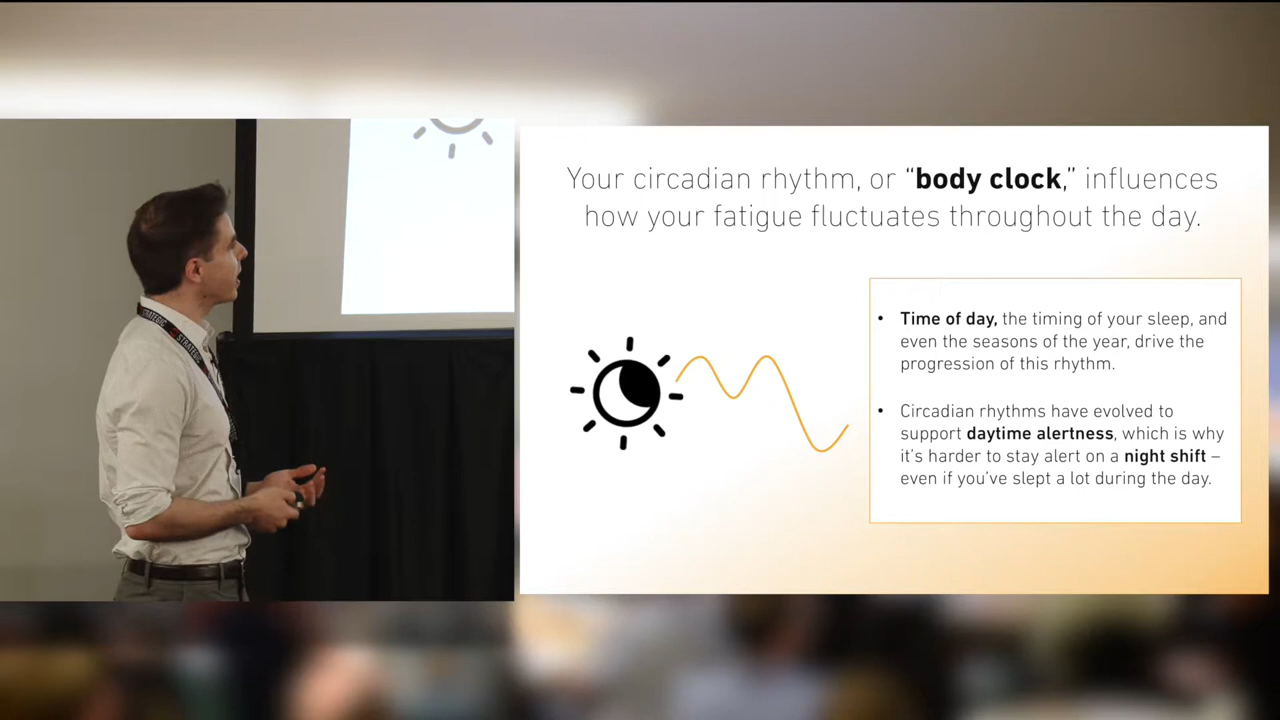 STRATEGIC
STRATEGIC
Your circadian rhythm, or “body clock,” influences
how your fatigue fluctuates throughout the day.
• Time of day, the timing of your sleep, and
even the seasons of the year, drive the
progression of this rhythm.
• Circadian rhythms have evolved to
support daytime alertness, which is why
it’s harder to stay alert on a night shift –
even if you’ve slept a lot during the day.